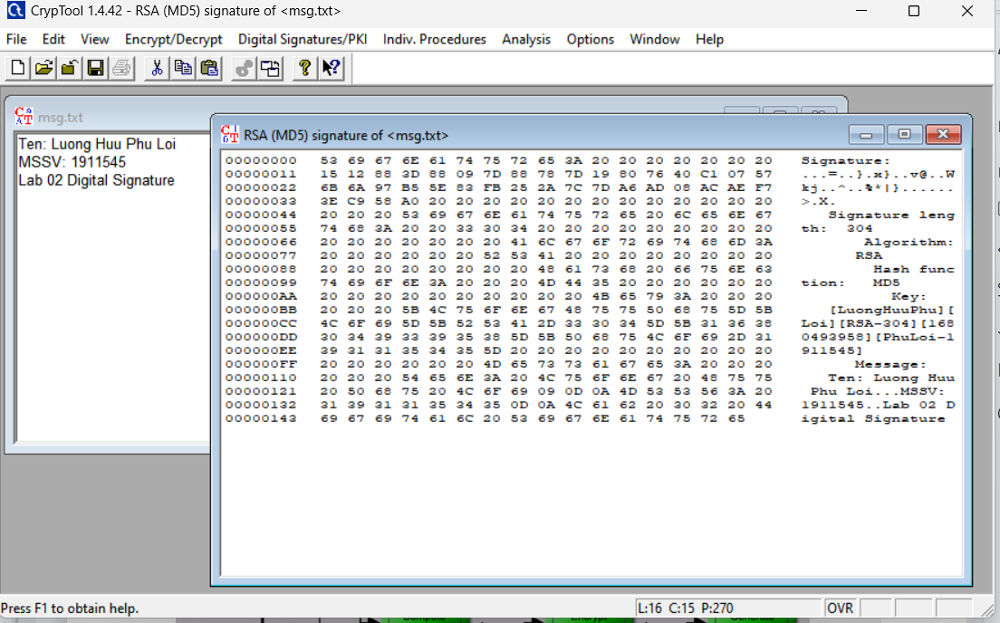 CrypTool 1.4.42 - RSA (MD5) signature of <msg.txt>
File Edit View Encrypt/Decrypt Digital Signatures/PKI Indiv. Procedures Analysis Options Window Help
msg.txt
Ten: Luong Huu Phu Loi
MSSV: 1911545
Lab 02 Digital Signature
RSA (MD5) signature of <msg.txt>
00000000 53 69 67 6E 61 74 75 72 65 3A 20 20 20 20 20 20 20 Signature:
00000011 15 12 88 3D 88 09 7D 88 78 7D 19 80 76 40 C1 07 57 ...=..}.x}..v@..W
00000022 6B 6A 97 B5 5E 83 FB 25 2A 7C 7D A6 AD 08 AC AE F7 kj..^..%*|}......
00000033 3E C9 58 A0 20 20 20 20 20 20 20 20 20 20 20 20 20 >.X.
00000044 20 20 20 53 69 67 6E 61 74 75 72 65 20 6C 65 6E 67 Signature leng
00000055 74 68 3A 20 20 33 30 34 20 20 20 20 20 20 20 20 20 th: 304
00000066 20 20 20 20 20 20 20 41 6C 67 6F 72 69 74 68 6D 3A Algorithm:
00000077 20 20 20 20 20 20 52 53 41 20 20 20 20 20 20 20 20 RSA
00000088 20 20 20 20 20 20 20 20 48 61 73 68 20 66 75 6E 63 Hash func
00000099 74 69 6F 6E 3A 20 20 20 4D 44 35 20 20 20 20 20 20 tion: MD5
000000AA 20 20 20 20 20 20 20 20 20 20 4B 65 79 3A 20 20 20 Key:
000000BB 20 20 20 5B 4C 75 6F 6E 67 48 75 75 50 68 75 5D 5B [LuongHuuPhu][
000000CC 4C 6F 69 5D 5B 52 53 41 2D 33 30 34 5D 5B 31 36 38 Loi][RSA-304][168
000000DD 30 34 39 33 39 35 38 5D 5B 50 68 75 4C 6F 69 2D 31 0493958][PhuLoi-1
000000EE 39 31 31 35 34 35 5D 20 20 20 20 20 20 20 20 20 20 911545]
000000FF 20 20 20 20 20 20 4D 65 73 73 61 67 65 3A 20 20 20 Message:
00000110 20 20 20 54 65 6E 3A 20 4C 75 6F 6E 67 20 48 75 75 Ten: Luong Huu
00000121 20 50 68 75 20 4C 6F 69 09 0D 0A 4D 53 53 56 3A 20 Phu Loi...MSSV:
00000132 31 39 31 31 35 34 35 0D 0A 4C 61 62 20 30 32 20 44 1911545..Lab 02 D
00000143 69 67 69 74 61 6C 20 53 69 67 6E 61 74 75 72 65 igital Signature
Press F1 to obtain help.
L:16 C:15 P:270
OVR